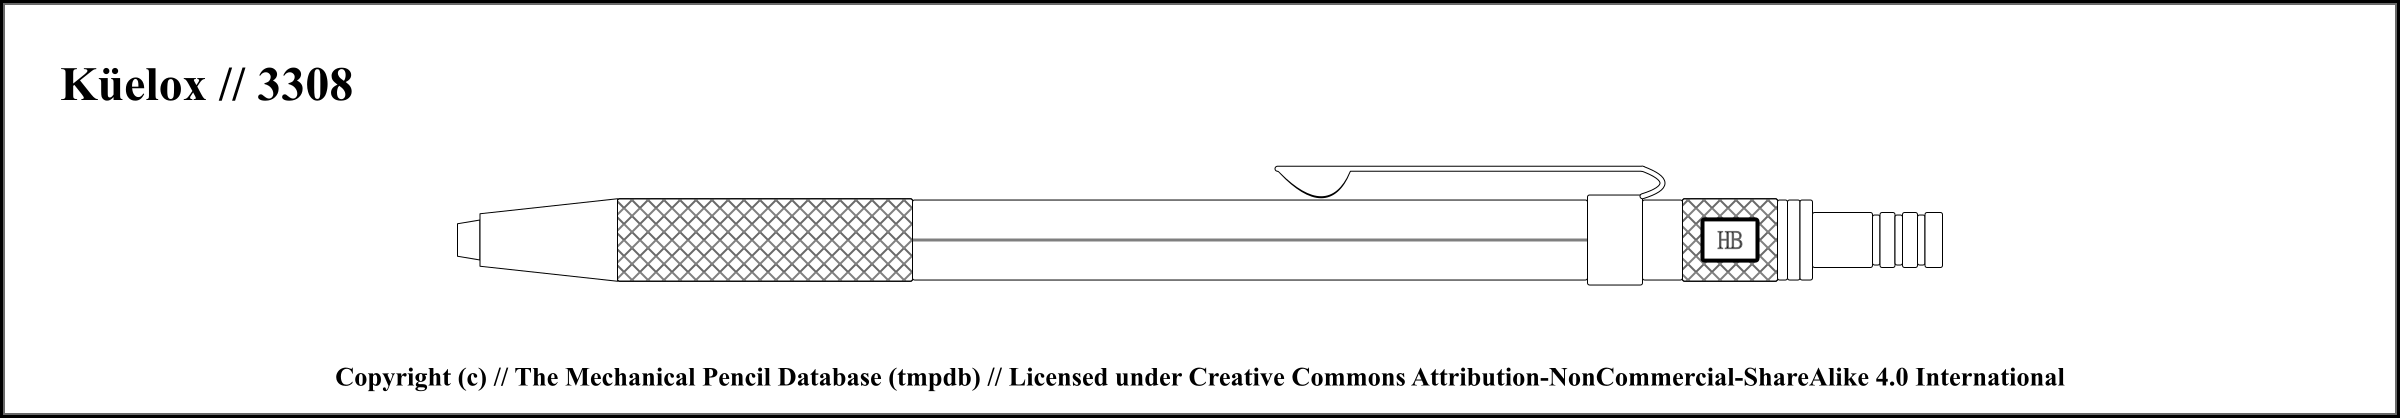 Küelox // 3308
HB
Copyright (c) // The Mechanical Pencil Database (tmpdb) // Licensed under Creative Commons Attribution-NonCommercial-ShareAlike 4.0 International